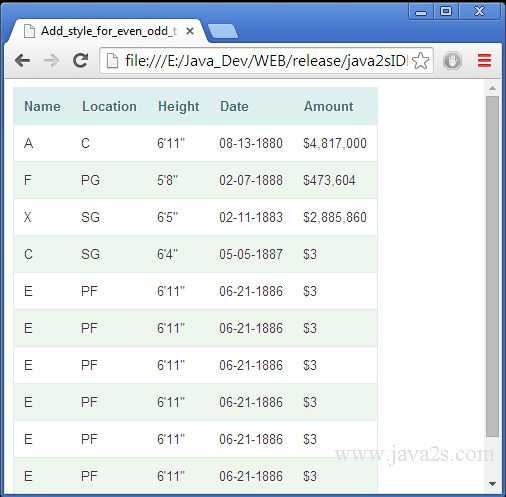 Add_style_for_even_odd_t
file:///E:/Java_Dev/WEB/release/java2sID
Name Location Height Date Amount
A C 6'11" 08-13-1880 $4,817,000
F PG 5'8" 02-07-1888 $473,604
X SG 6'5" 02-11-1883 $2,885,860
C SG 6'4" 05-05-1887 $3
E PF 6'11" 06-21-1886 $3
E PF 6'11" 06-21-1886 $3
E PF 6'11" 06-21-1886 $3
E PF 6'11" 06-21-1886 $3
E PF 6'11" 06-21-1886 $3
www.java2s.com
E PF 6'11" 06-21-1886 $3